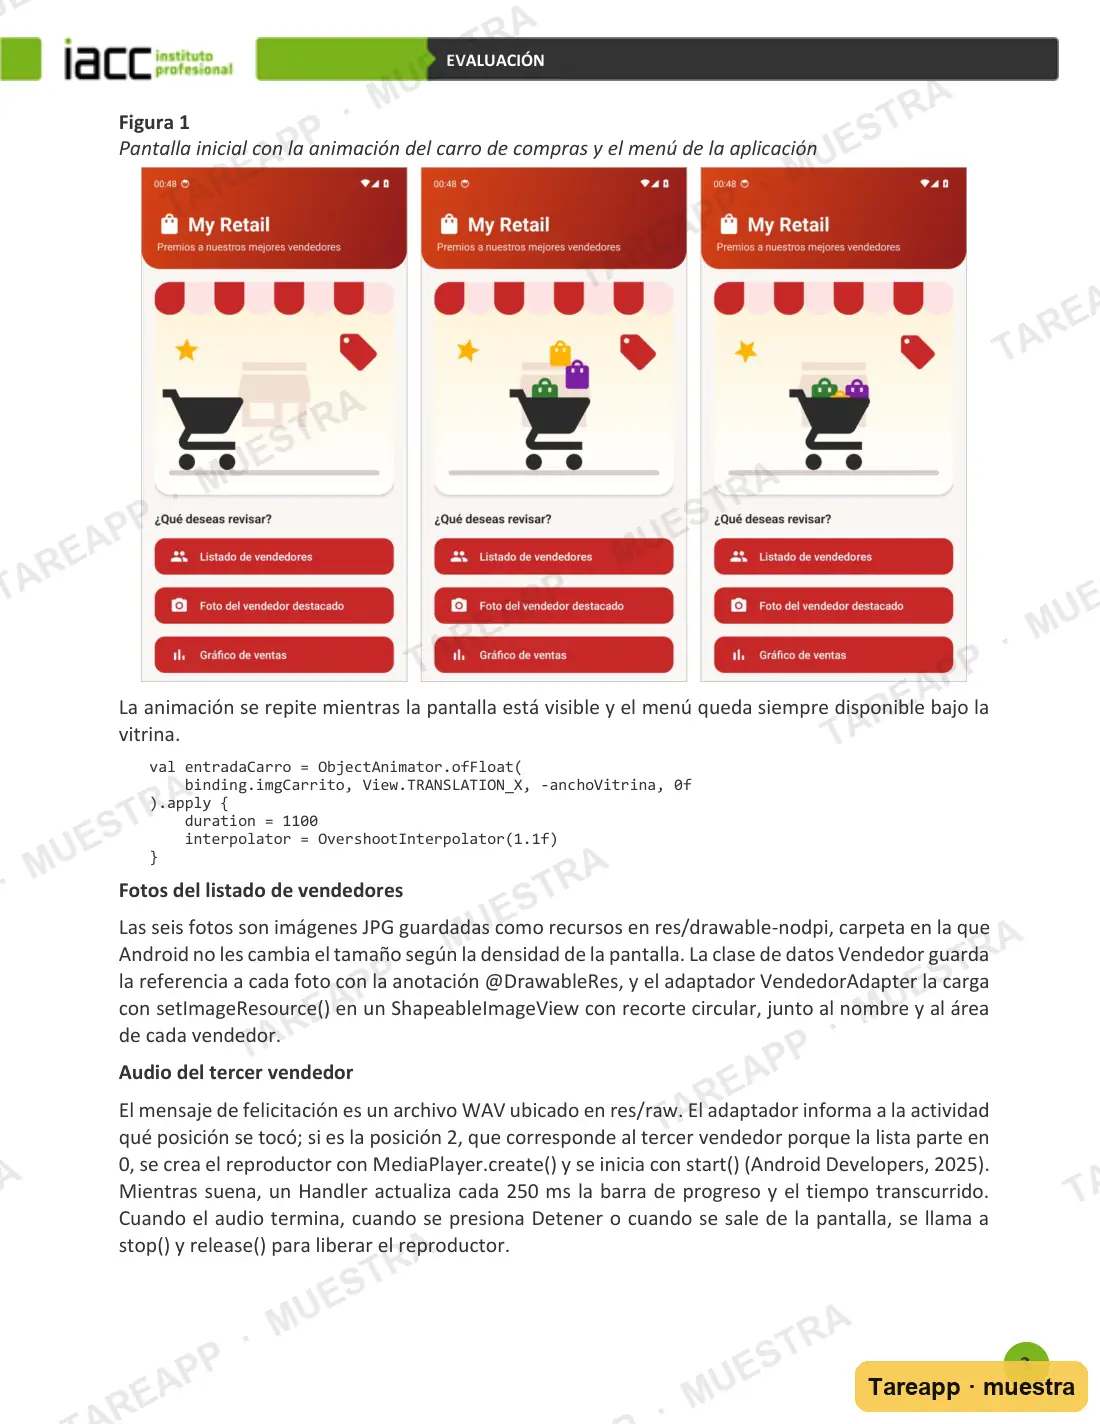 iacc instituto profesional
EVALUACIÓN
Figura 1
Pantalla inicial con la animación del carro de compras y el menú de la aplicación
00:48
My Retail
Premios a nuestros mejores vendedores
¿Qué deseas revisar?
Listado de vendedores
Foto del vendedor destacado
Gráfico de ventas
00:48
My Retail
Premios a nuestros mejores vendedores
¿Qué deseas revisar?
Listado de vendedores
Foto del vendedor destacado
Gráfico de ventas
00:48
My Retail
Premios a nuestros mejores vendedores
¿Qué deseas revisar?
Listado de vendedores
Foto del vendedor destacado
Gráfico de ventas
La animación se repite mientras la pantalla está visible y el menú queda siempre disponible bajo la
vitrina.
val entradaCarro = ObjectAnimator.ofFloat(
binding.imgCarrito, View.TRANSLATION_X, -anchoVitrina, 0f
).apply {
duration = 1100
interpolator = OvershootInterpolator(1.1f)
}
Fotos del listado de vendedores
Las seis fotos son imágenes JPG guardadas como recursos en res/drawable-nodpi, carpeta en la que
Android no les cambia el tamaño según la densidad de la pantalla. La clase de datos Vendedor guarda
la referencia a cada foto con la anotación @DrawableRes, y el adaptador VendedorAdapter la carga
con setImageResource() en un ShapeableImageView con recorte circular, junto al nombre y al área
de cada vendedor.
Audio del tercer vendedor
El mensaje de felicitación es un archivo WAV ubicado en res/raw. El adaptador informa a la actividad
qué posición se tocó; si es la posición 2, que corresponde al tercer vendedor porque la lista parte en
0, se crea el reproductor con MediaPlayer.create() y se inicia con start() (Android Developers, 2025).
Mientras suena, un Handler actualiza cada 250 ms la barra de progreso y el tiempo transcurrido.
Cuando el audio termina, cuando se presiona Detener o cuando se sale de la pantalla, se llama a
stop() y release() para liberar el reproductor.
Tareapp · muestra
TAREAPP · MUESTRA